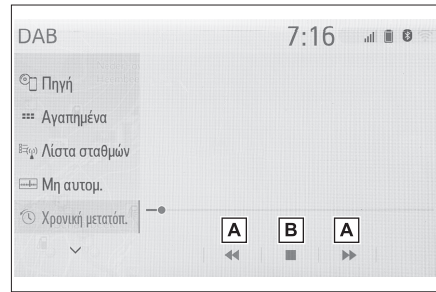 DAB
7:16
Πηγή
Αγαπημένα
Λίστα σταθμών
Μη αυτομ.
Χρονική μετατόπ.
A B A